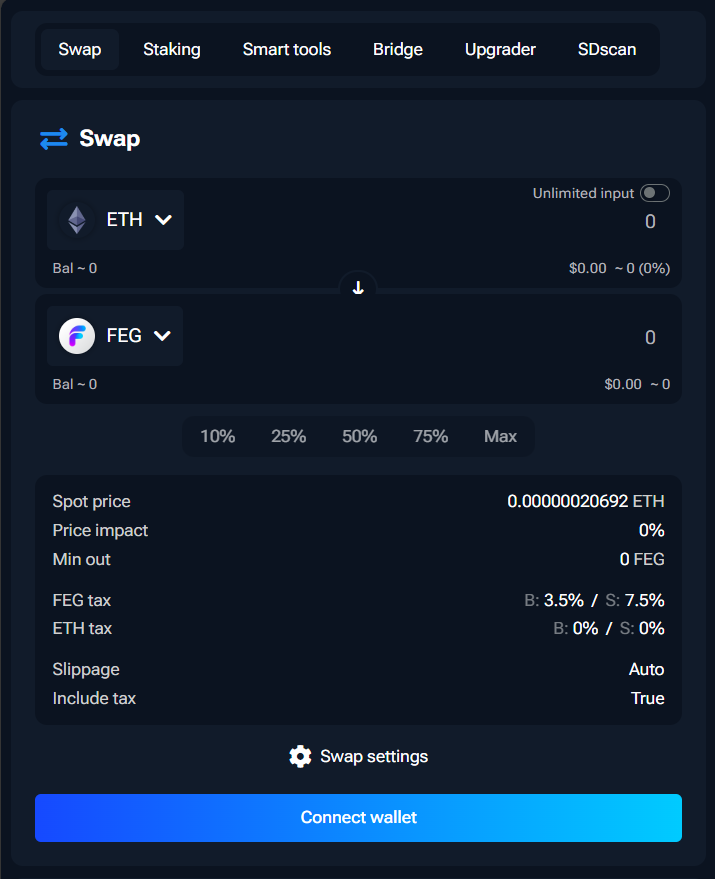 Swap Staking Smart tools Bridge Upgrader SDscan
Swap
Unlimited input
ETH 0
Bal ~ 0 $0.00 ~ 0 (0%)
FEG 0
Bal ~ 0 $0.00 ~ 0
10% 25% 50% 75% Max
Spot price 0.00000020692 ETH
Price impact 0%
Min out 0 FEG
FEG tax B: 3.5% / S: 7.5%
ETH tax B: 0% / S: 0%
Slippage Auto
Include tax True
Swap settings
Connect wallet